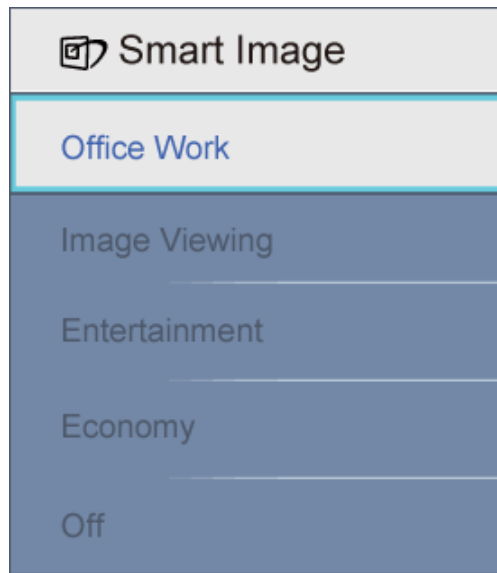 Smart Image
Office Work
Image Viewing
Entertainment
Economy
Off